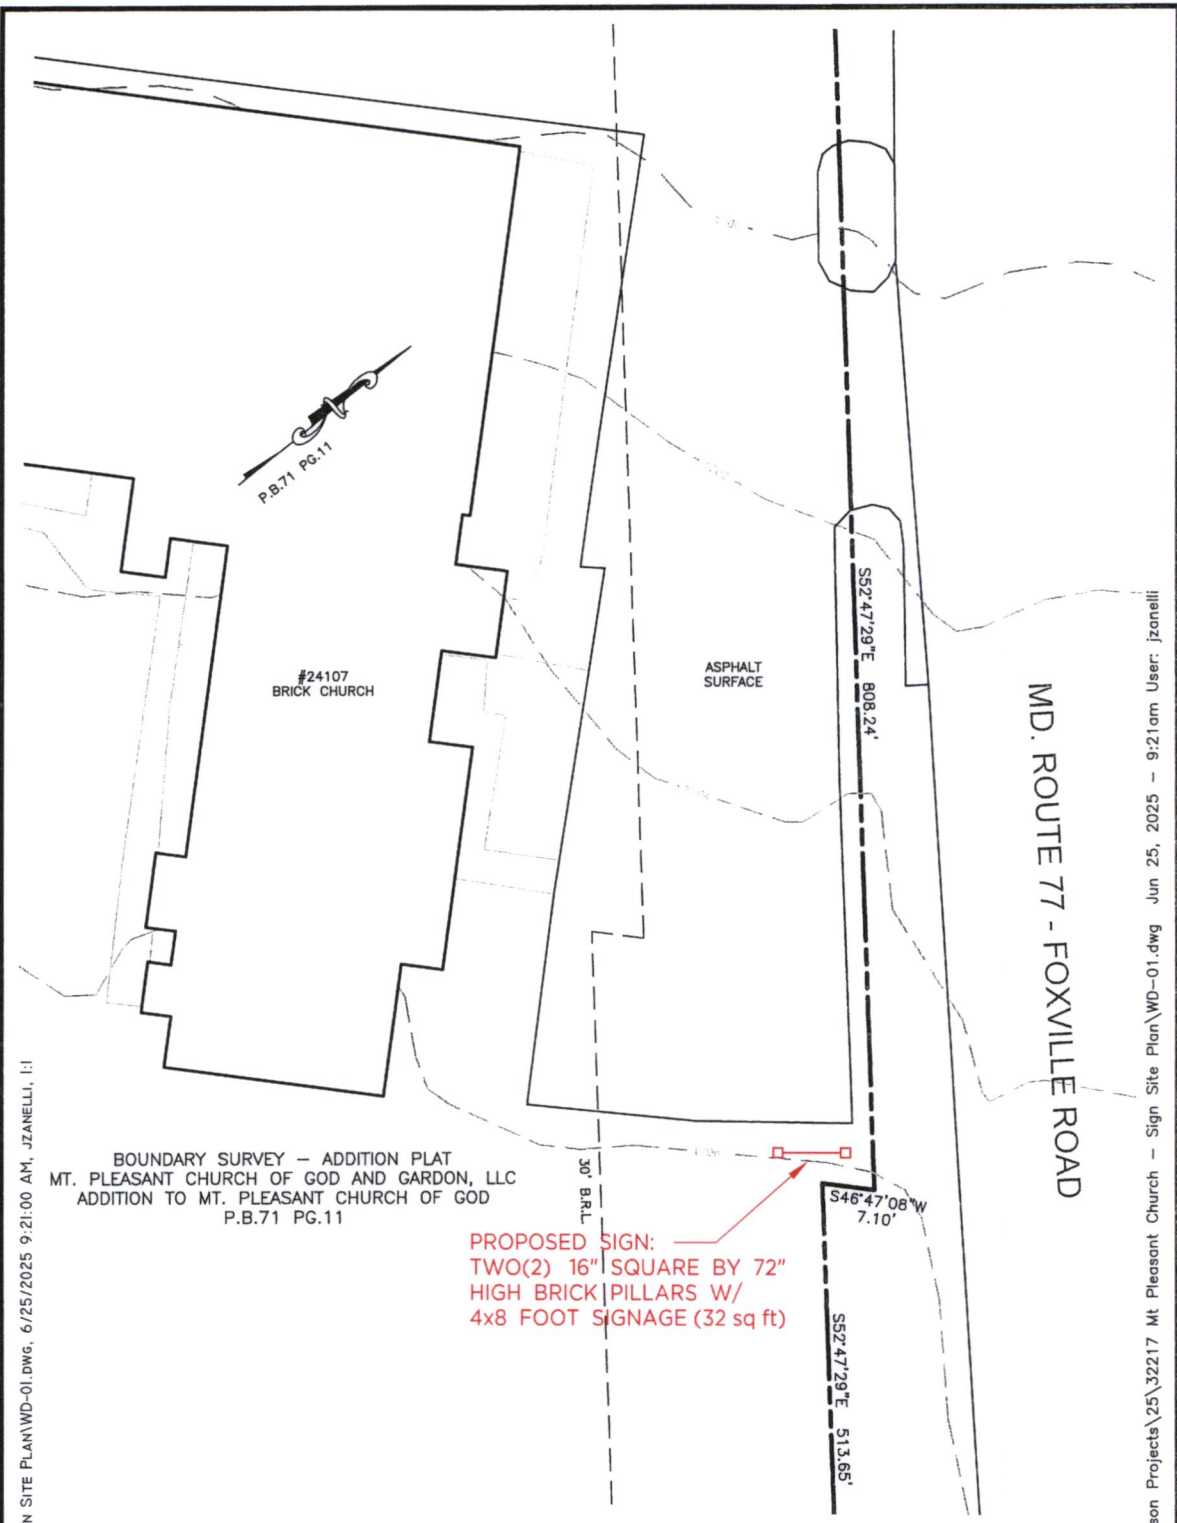 P.B.71 PG.11
#24107
BRICK CHURCH
ASPHALT
SURFACE
S52°47'29"E 808.24'
MD. ROUTE 77 - FOXVILLE ROAD
BOUNDARY SURVEY – ADDITION PLAT
MT. PLEASANT CHURCH OF GOD AND GARDON, LLC
ADDITION TO MT. PLEASANT CHURCH OF GOD
P.B.71 PG.11
30' B.R.L.
S46°47'08"W
7.10'
PROPOSED SIGN:
TWO(2) 16" SQUARE BY 72"
HIGH BRICK PILLARS W/
4x8 FOOT SIGNAGE (32 sq ft)
S52°47'29"E 513.65'
N SITE PLAN\WD-01.DWG, 6/25/2025 9:21:00 AM, JZANELLI, 1:1
son Projects\25\32217 Mt Pleasant Church - Sign Site Plan\WD-01.dwg Jun 25, 2025 - 9:21am User: jzanelli